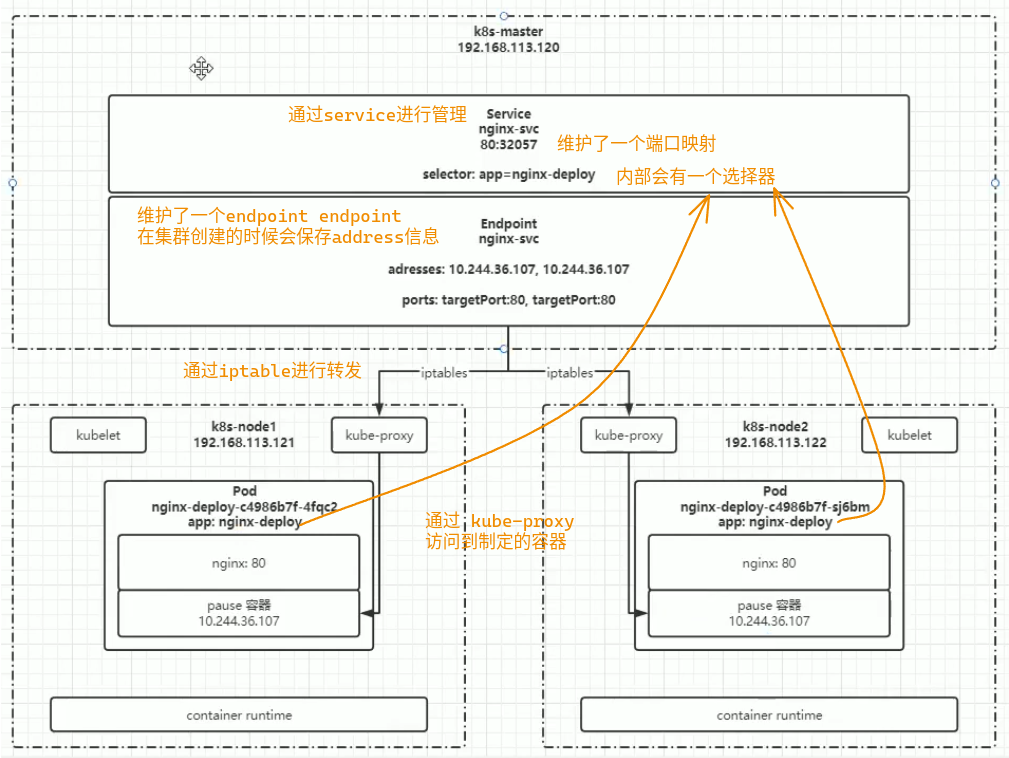 k8s-master
192.168.113.120
通过service进行管理
Service
nginx-svc
80:32057
维护了一个端口映射
selector: app=nginx-deploy
内部会有一个选择器
维护了一个endpoint endpoint
在集群创建的时候会保存address信息
Endpoint
nginx-svc
adresses: 10.244.36.107, 10.244.36.107
ports: targetPort:80, targetPort:80
通过iptable进行转发
iptables
iptables
kubelet
k8s-node1
192.168.113.121
kube-proxy
Pod
nginx-deploy-c4986b7f-4fqc2
app: nginx-deploy
nginx: 80
pause 容器
10.244.36.107
container runtime
通过 kube-proxy
访问到制定的容器
kube-proxy
k8s-node2
192.168.113.122
kubelet
Pod
nginx-deploy-c4986b7f-sj6bm
app: nginx-deploy
nginx: 80
pause 容器
10.244.36.107
container runtime